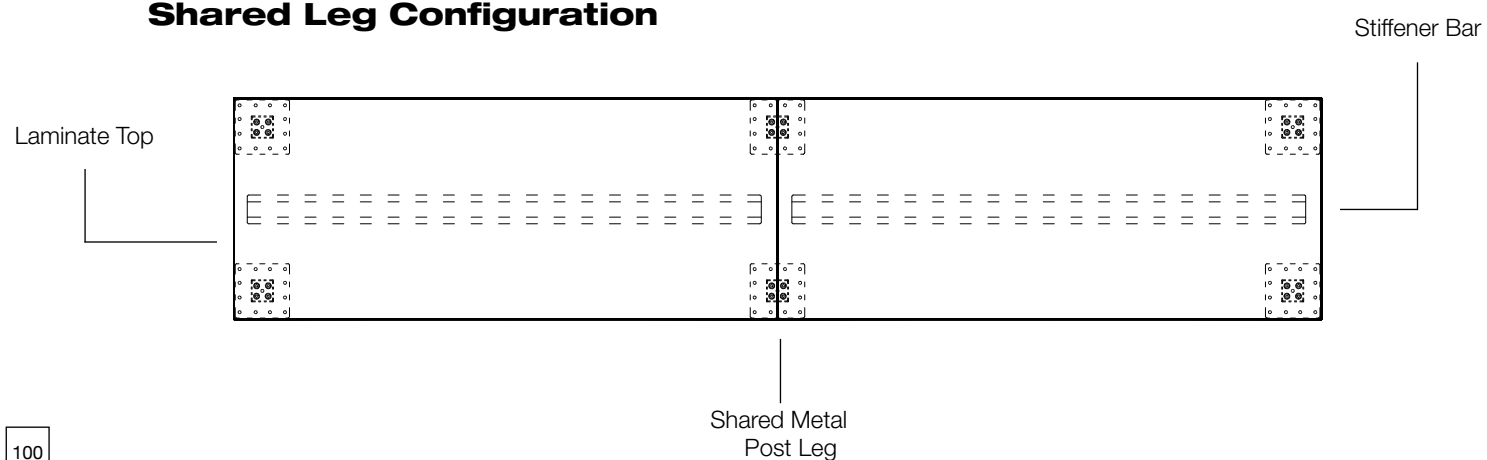 Shared Leg Configuration
Stiffener Bar
Laminate Top
Shared Metal
Post Leg
100